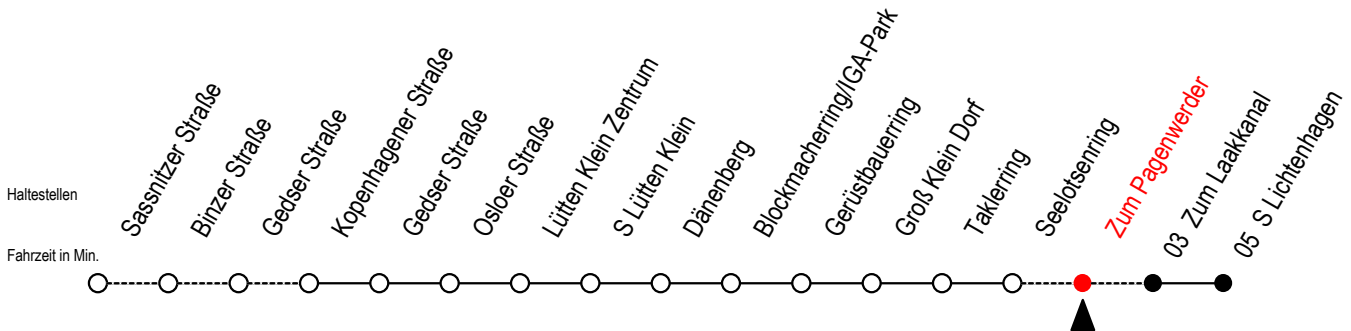 Haltestellen
Fahrzeit in Min.
Sassnitzer Straße
Binzer Straße
Gedser Straße
Kopenhagener Straße
Gedser Straße
Osloer Straße
Lütten Klein Zentrum
S Lütten Klein
Dänenberg
Blockmacherring/IGA-Park
Gerüstbauerring
Groß Klein Dorf
Taklerring
Seelotsenring
Zum Pagenwerder
03 Zum Laakkanal
05 S Lichtenhagen